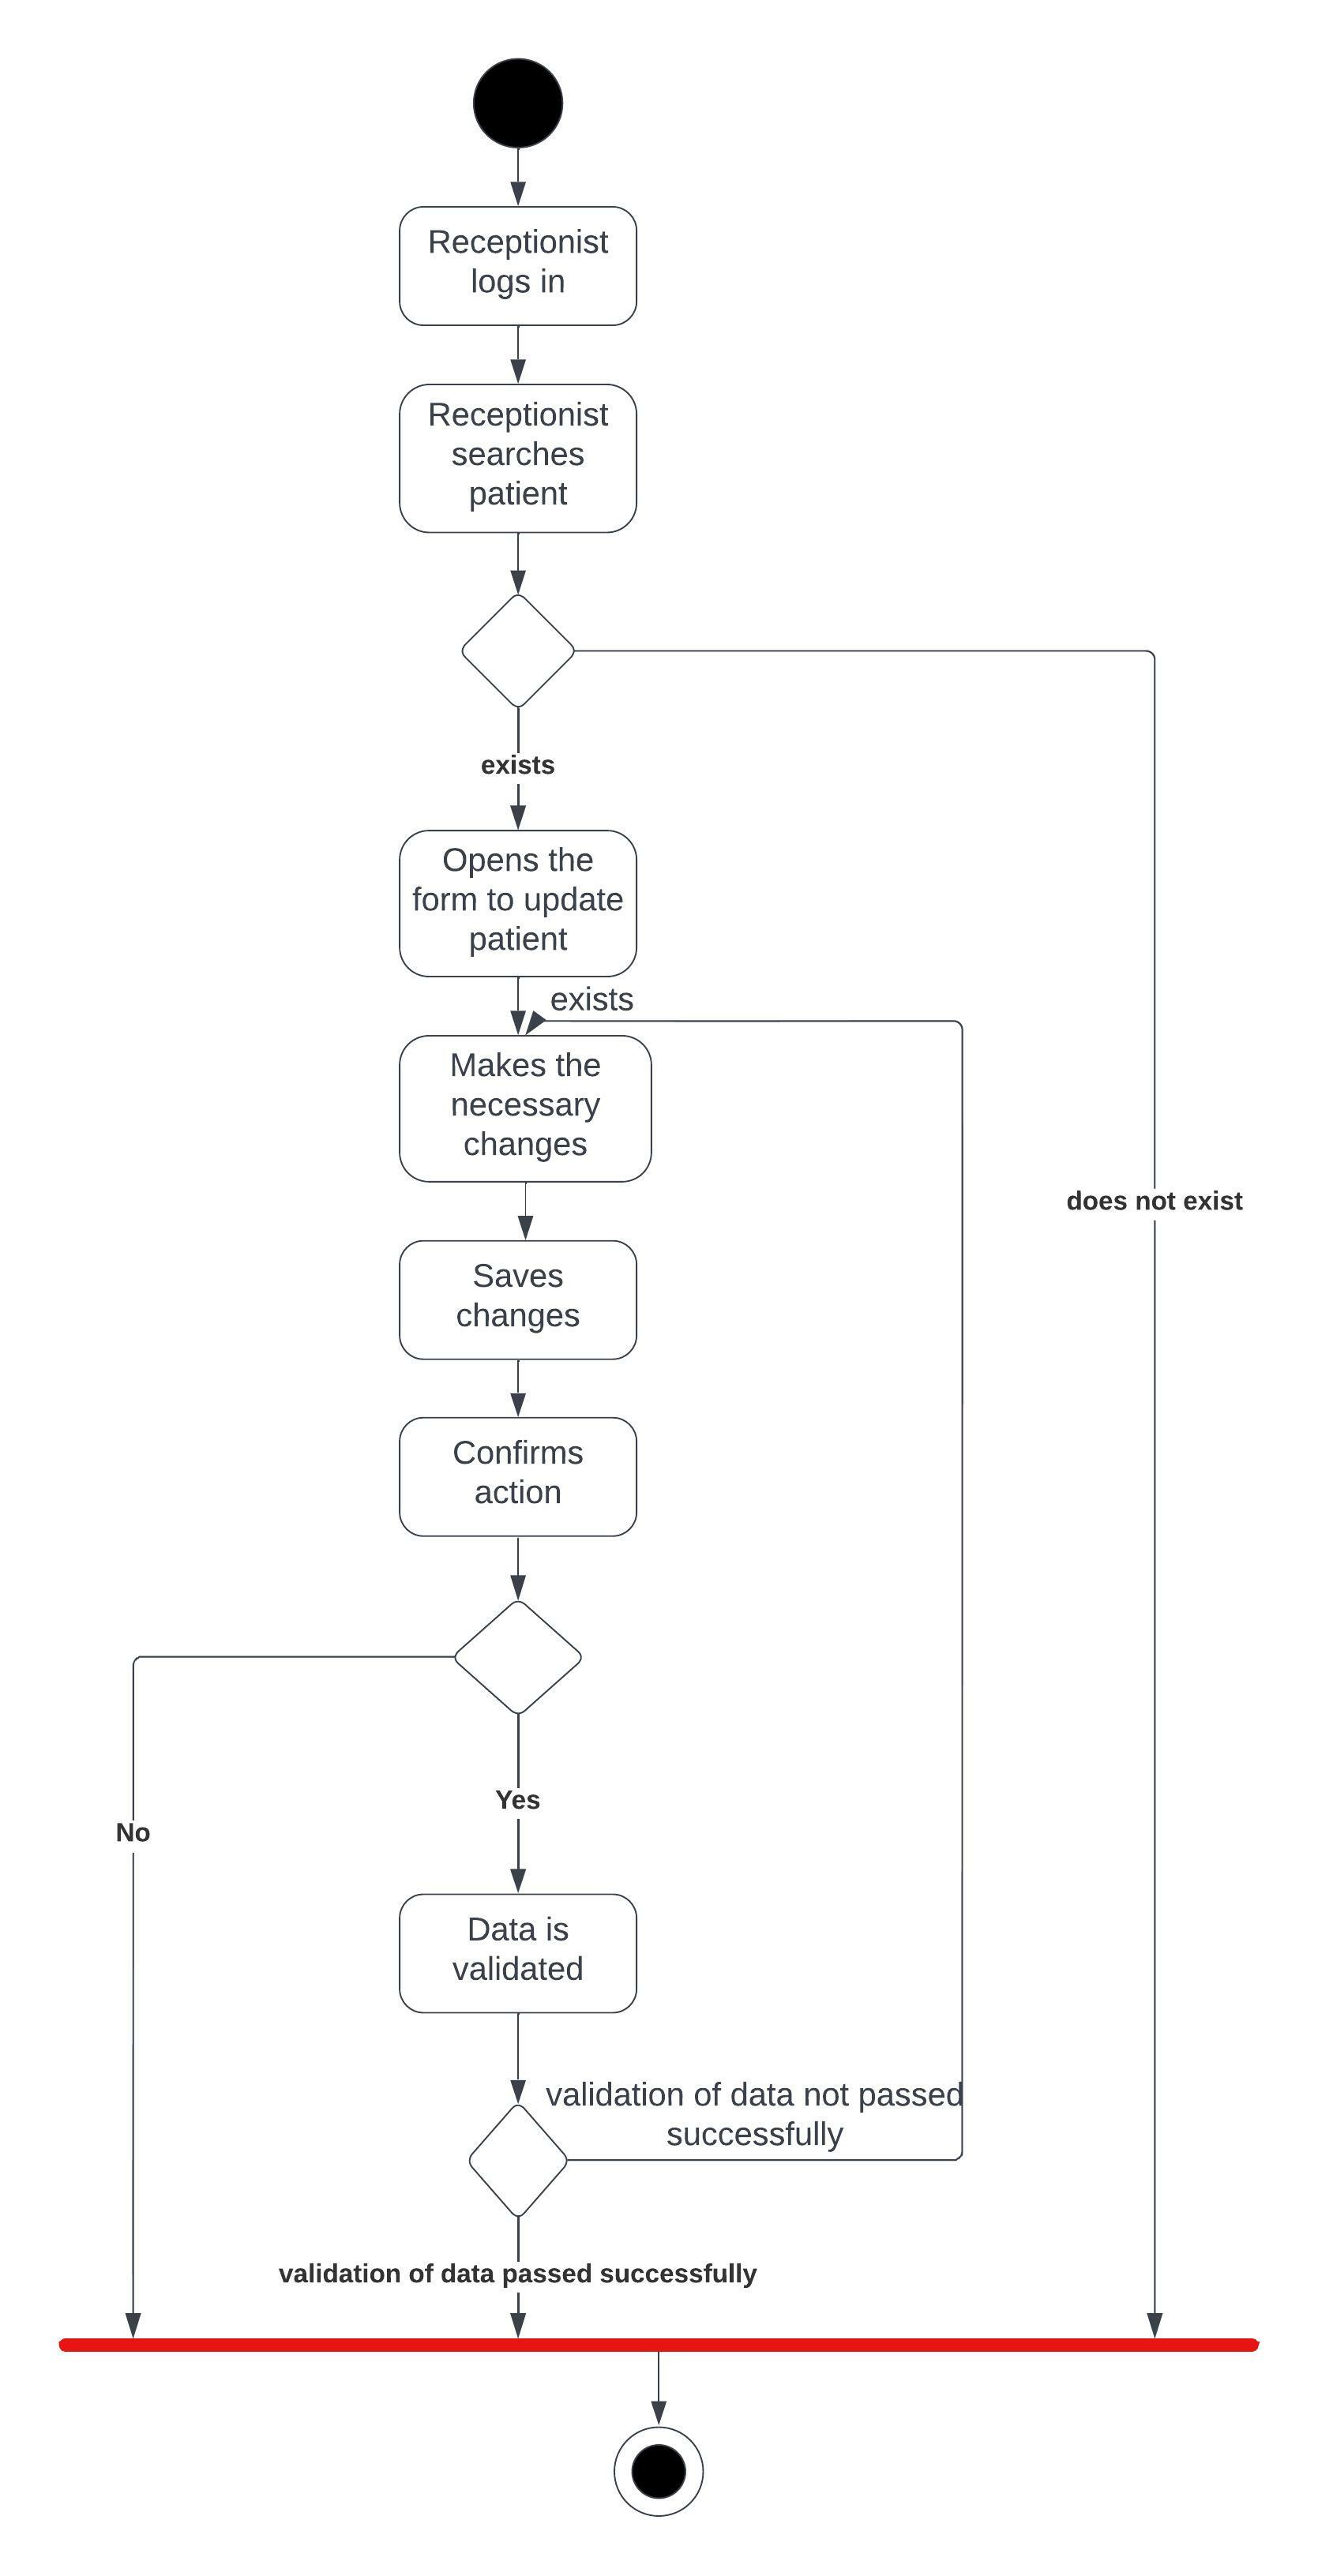 Receptionist
logs in
Receptionist
searches
patient
exists
Opens the
form to update
patient
exists
Makes the
necessary
changes
does not exist
Saves
changes
Confirms
action
Yes
No
Data is
validated
validation of data not passed
successfully
validation of data passed successfully